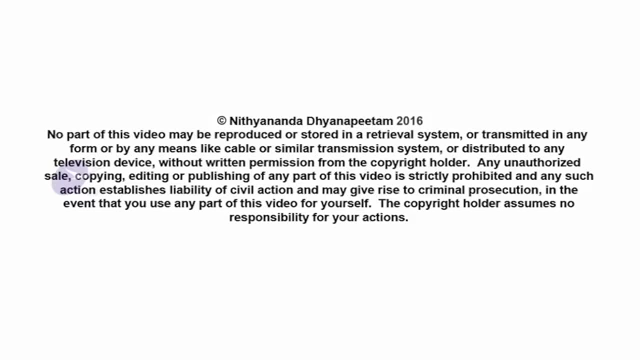 © Nithyananda Dhyanapeetam 2016
No part of this video may be reproduced or stored in a retrieval system, or transmitted in any
form or by any means like cable or similar transmission system, or distributed to any
television device, without written permission from the copyright holder. Any unauthorized
sale, copying, editing or publishing of any part of this video is strictly prohibited and any such
action establishes liability of civil action and may give rise to criminal prosecution, in the
event that you use any part of this video for yourself. The copyright holder assumes no
responsibility for your actions.